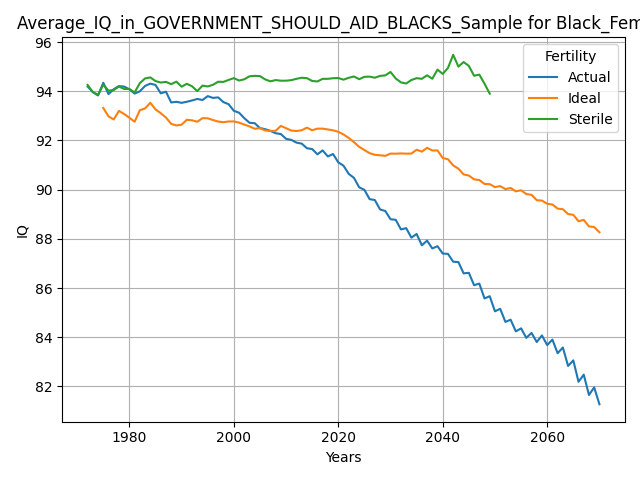 Average_IQ_in_GOVERNMENT_SHOULD_AID_BLACKS_Sample for Black_Fem
Fertility
Actual
Ideal
Sterile
IQ
96
94
92
90
88
86
84
82
1980
2000
2020
2040
2060
Years